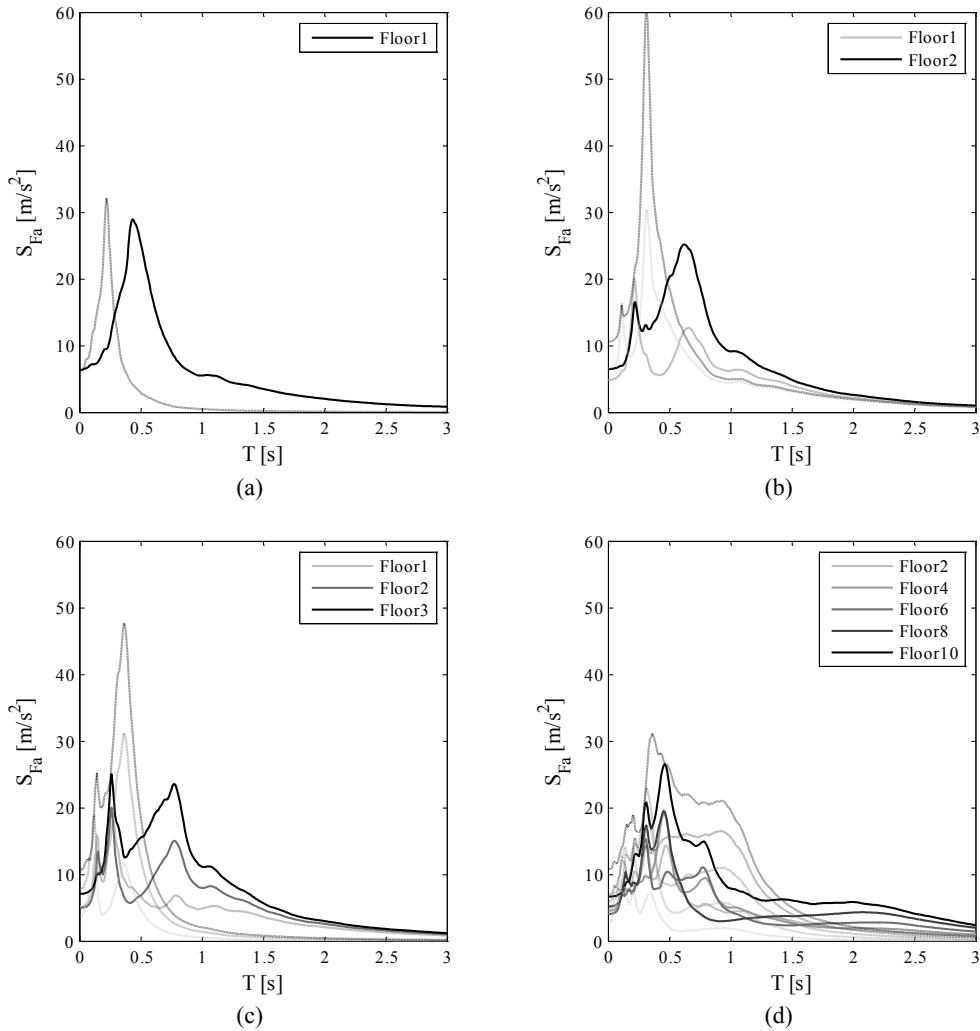 60
50
40
30
20
10
0
S_Fa [m/s²]
0 0.5 1 1.5 2 2.5 3
T [s]
Floor1
(a)
60
50
40
30
20
10
0
S_Fa [m/s²]
0 0.5 1 1.5 2 2.5 3
T [s]
Floor1
Floor2
(b)
60
50
40
30
20
10
0
S_Fa [m/s²]
0 0.5 1 1.5 2 2.5 3
T [s]
Floor1
Floor2
Floor3
(c)
60
50
40
30
20
10
0
S_Fa [m/s²]
0 0.5 1 1.5 2 2.5 3
T [s]
Floor2
Floor4
Floor6
Floor8
Floor10
(d)